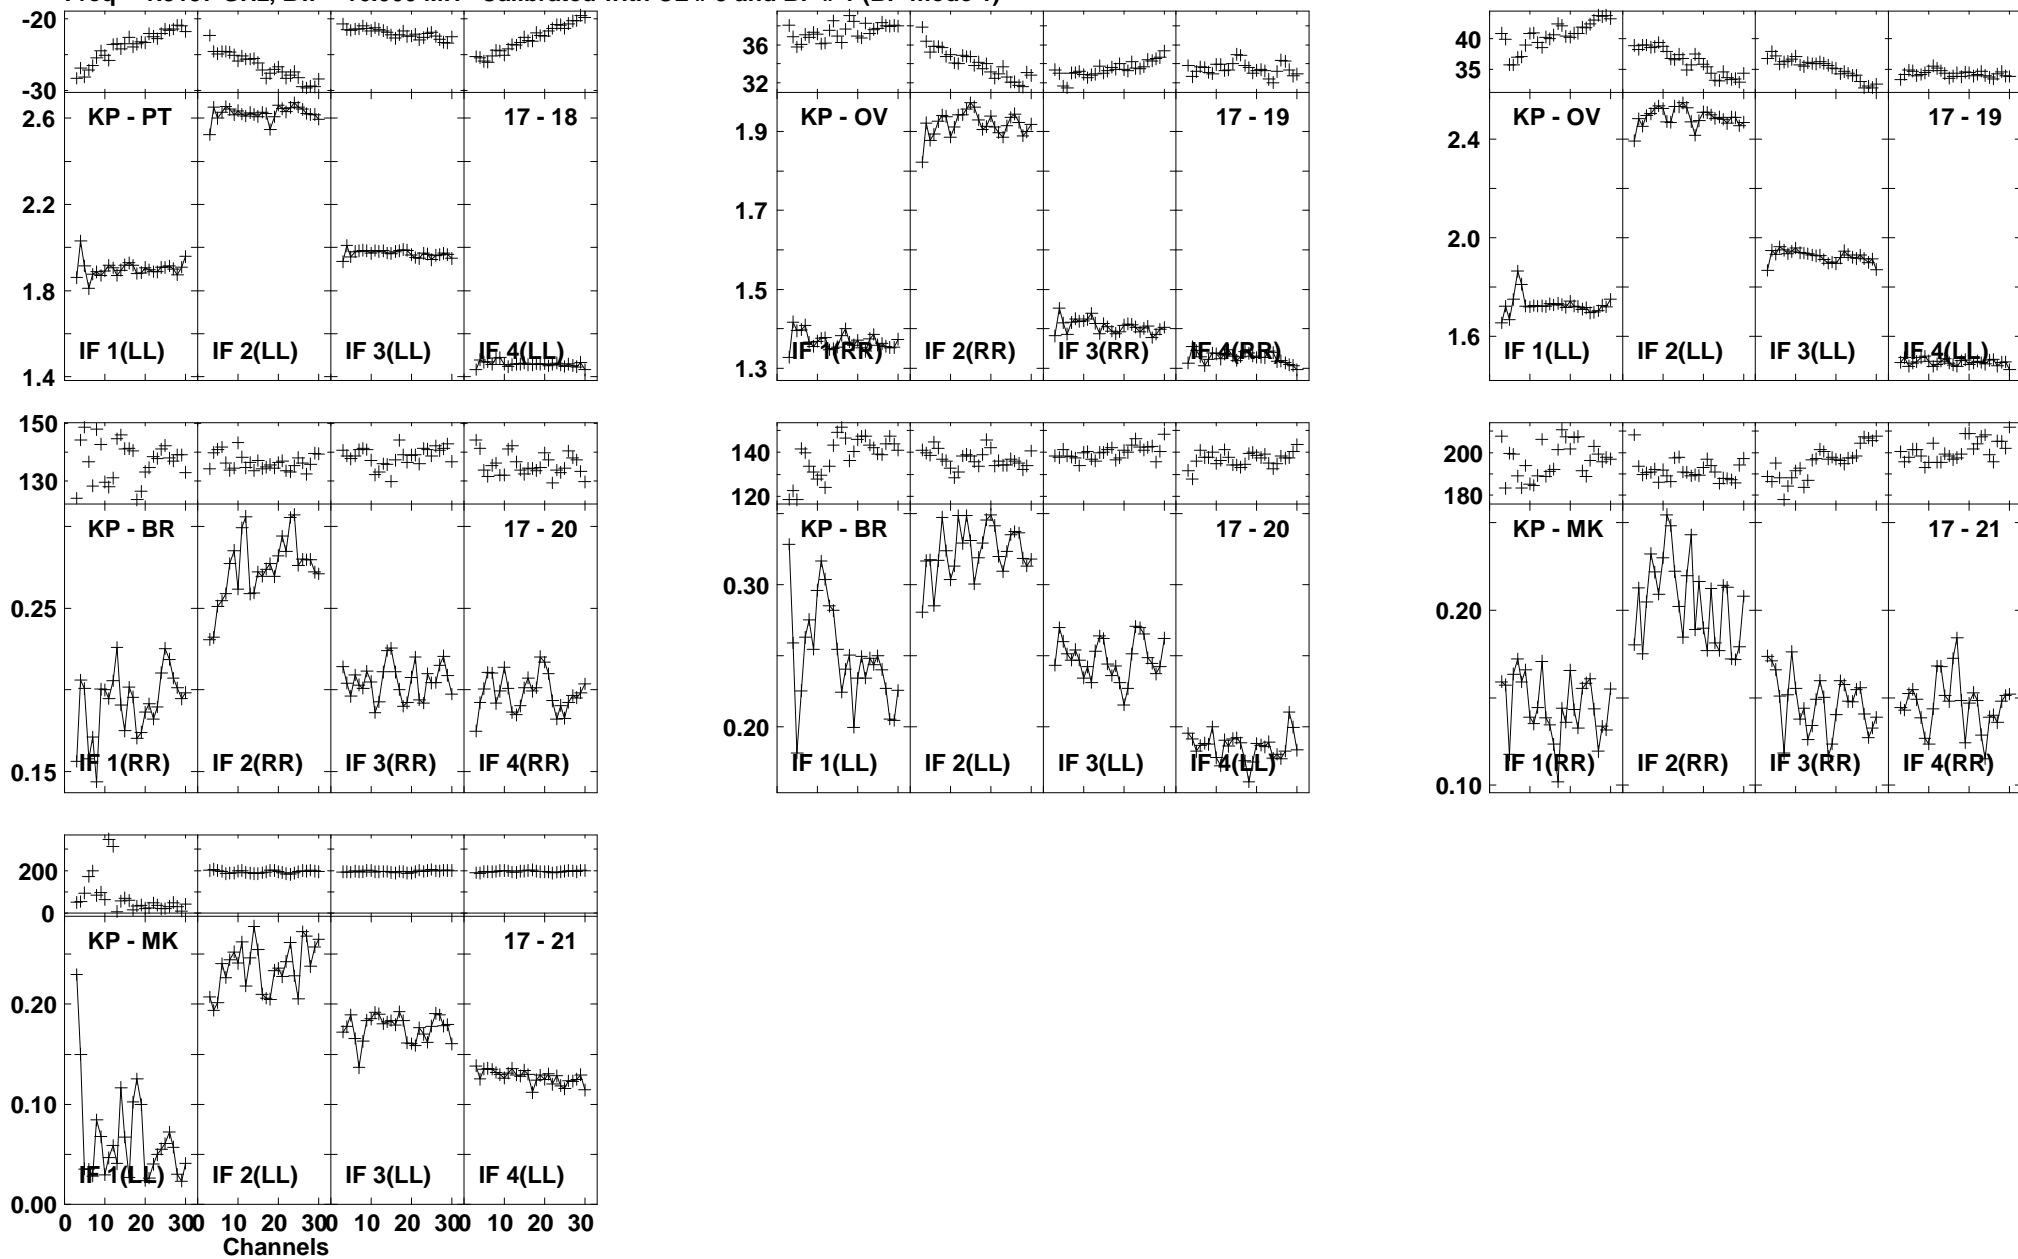 -20
-30
KP - PT 17 - 18
2.6
2.2
1.8
1.4
IF 1(LL) IF 2(LL) IF 3(LL) IF 4(LL)
36
32
KP - OV 17 - 19
1.9
1.7
1.5
1.3
IF 1(RR) IF 2(RR) IF 3(RR) IF 4(RR)
40
35
KP - OV 17 - 19
2.4
2.0
1.6
IF 1(LL) IF 2(LL) IF 3(LL) IF 4(LL)
150
130
KP - BR 17 - 20
0.25
0.15
IF 1(RR) IF 2(RR) IF 3(RR) IF 4(RR)
140
120
KP - BR 17 - 20
0.30
0.20
IF 1(LL) IF 2(LL) IF 3(LL) IF 4(LL)
200
180
KP - MK 17 - 21
0.20
0.10
IF 1(RR) IF 2(RR) IF 3(RR) IF 4(RR)
200
0
KP - MK 17 - 21
0.20
0.10
0.00
IF 1(LL) IF 2(LL) IF 3(LL) IF 4(LL)
0 10 20 30 0 10 20 30 0 10 20 30 0 10 20 30
Channels